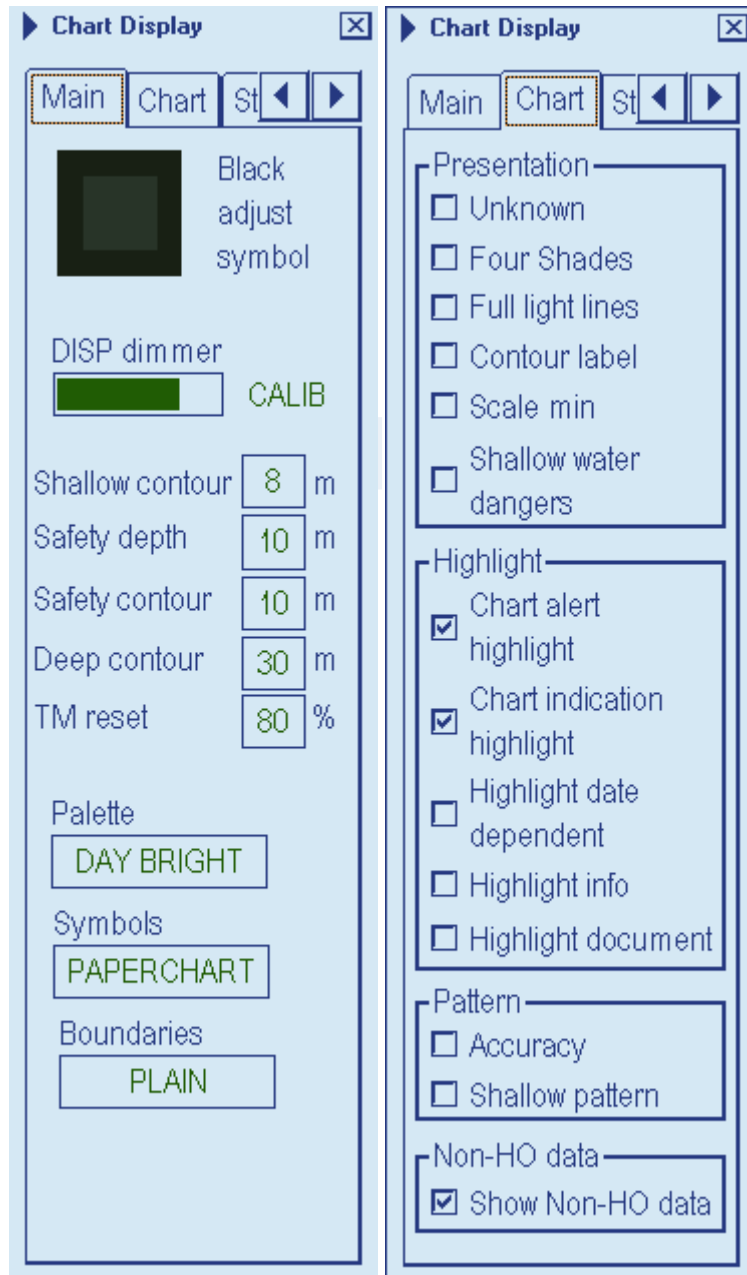 Chart Display
Main
Chart
St
Black
adjust
symbol
DISP dimmer
CALIB
Shallow contour 8 m
Safety depth 10 m
Safety contour 10 m
Deep contour 30 m
TM reset 80 %
Palette
DAY BRIGHT
Symbols
PAPERCHART
Boundaries
PLAIN
Chart Display
Main
Chart
St
Presentation
Unknown
Four Shades
Full light lines
Contour label
Scale min
Shallow water
dangers
Highlight
Chart alert
highlight
Chart indication
highlight
Highlight date
dependent
Highlight info
Highlight document
Pattern
Accuracy
Shallow pattern
Non-HO data
Show Non-HO data